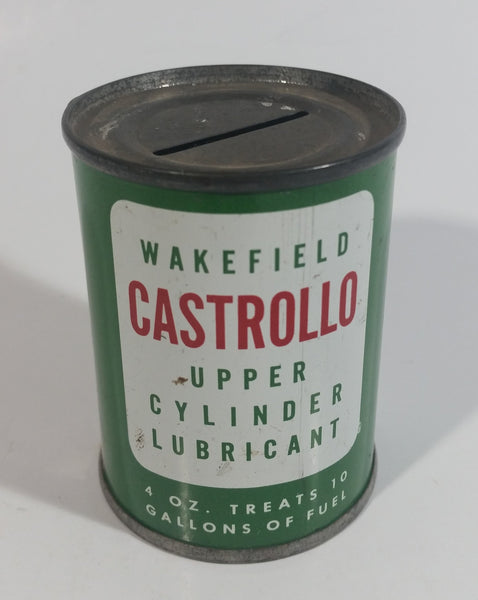 WAKEFIELD
CASTROLLO
UPPER
CYLINDER
LUBRICANT
4 OZ. TREATS 10
GALLONS OF FUEL